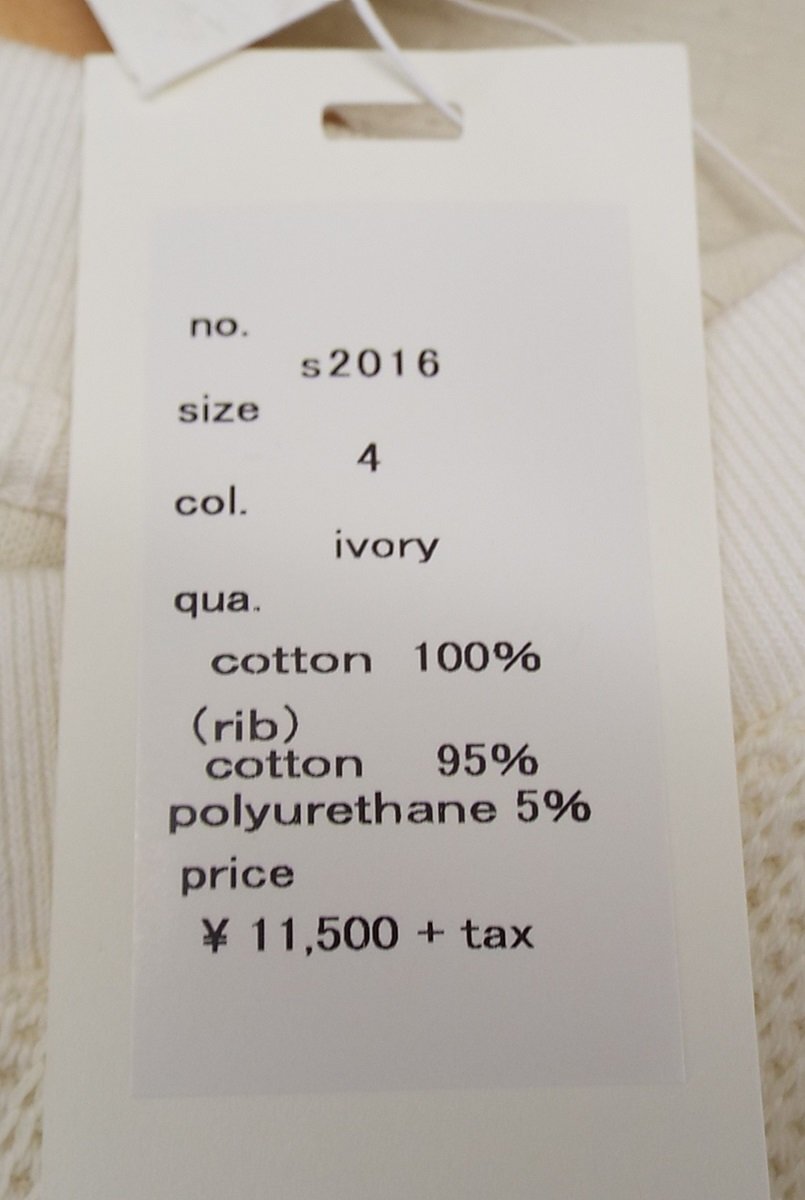 no.
s2016
size
4
col.
ivory
qua.
cotton 100%
(rib)
cotton 95%
polyurethane 5%
price
¥ 11,500 + tax